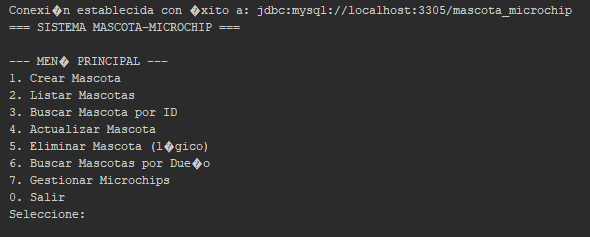 Conexi�n establecida con �xito a: jdbc:mysql://localhost:3305/mascota_microchip
=== SISTEMA MASCOTA-MICROCHIP ===
--- MEN� PRINCIPAL ---
1. Crear Mascota
2. Listar Mascotas
3. Buscar Mascota por ID
4. Actualizar Mascota
5. Eliminar Mascota (l�gico)
6. Buscar Mascotas por Due�o
7. Gestionar Microchips
0. Salir
Seleccione: